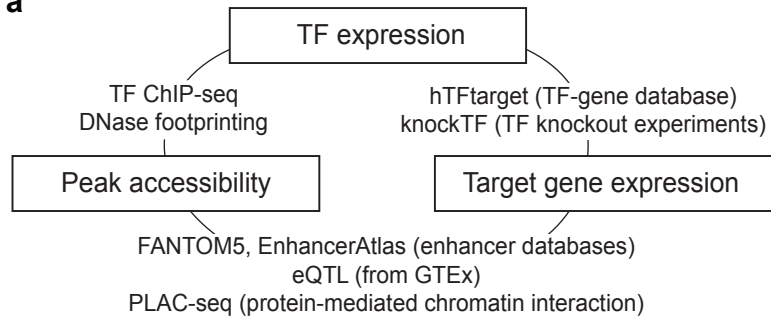 a
TF expression
TF ChIP-seq
DNase footprinting
hTFtarget (TF-gene database)
knockTF (TF knockout experiments)
Peak accessibility
Target gene expression
FANTOM5, EnhancerAtlas (enhancer databases)
eQTL (from GTEx)
PLAC-seq (protein-mediated chromatin interaction)